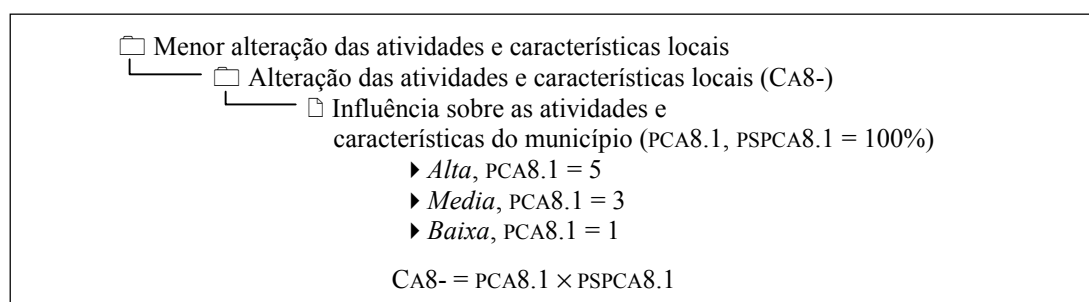 Menor alteração das atividades e características locais
Alteração das atividades e características locais (CA8-)
Influência sobre as atividades e
características do município (PCA8.1, PSPCA8.1 = 100%)
Alta, PCA8.1 = 5
Media, PCA8.1 = 3
Baixa, PCA8.1 = 1
CA8- = PCA8.1 × PSPCA8.1